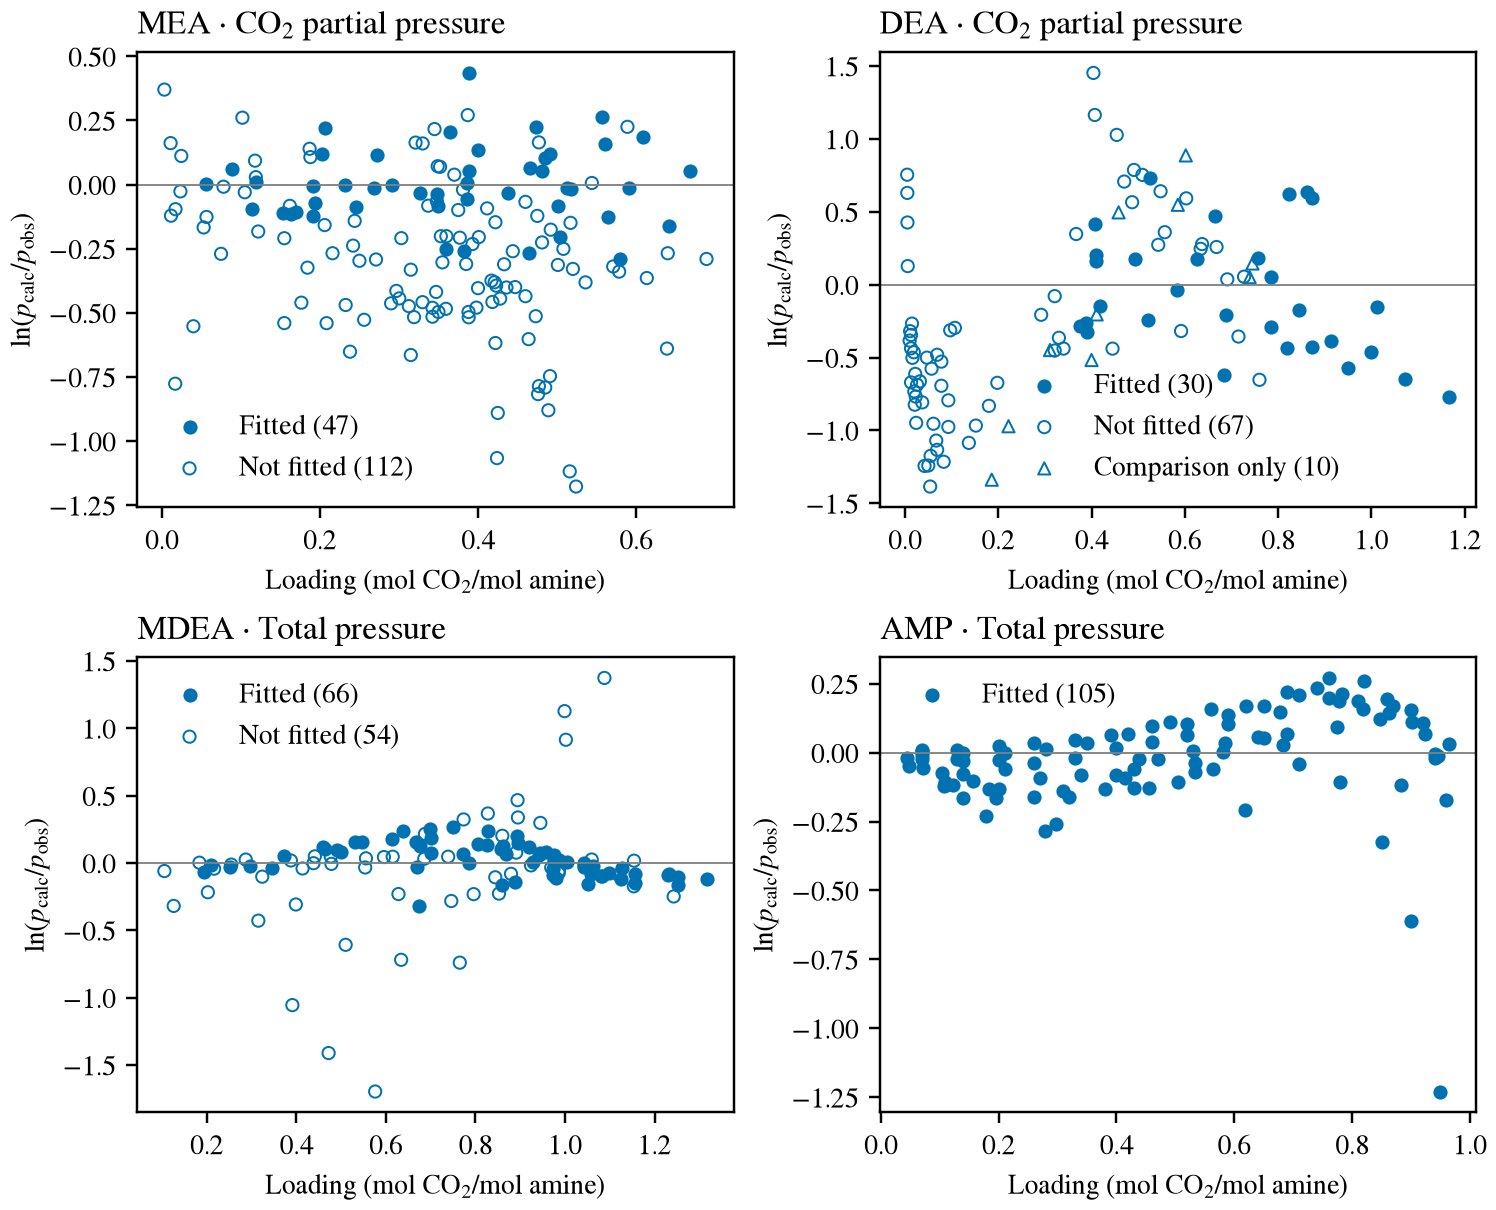 MEA · CO₂ partial pressure
ln(p_calc/p_obs)
0.50
0.25
0.00
−0.25
−0.50
−0.75
−1.00
−1.25
Fitted (47)
Not fitted (112)
0.0 0.2 0.4 0.6
Loading (mol CO₂/mol amine)
DEA · CO₂ partial pressure
ln(p_calc/p_obs)
1.5
1.0
0.5
0.0
−0.5
−1.0
−1.5
Fitted (30)
Not fitted (67)
Comparison only (10)
0.0 0.2 0.4 0.6 0.8 1.0 1.2
Loading (mol CO₂/mol amine)
MDEA · Total pressure
ln(p_calc/p_obs)
1.5
1.0
0.5
0.0
−0.5
−1.0
−1.5
Fitted (66)
Not fitted (54)
0.2 0.4 0.6 0.8 1.0 1.2
Loading (mol CO₂/mol amine)
AMP · Total pressure
ln(p_calc/p_obs)
0.25
0.00
−0.25
−0.50
−0.75
−1.00
−1.25
Fitted (105)
0.0 0.2 0.4 0.6 0.8 1.0
Loading (mol CO₂/mol amine)